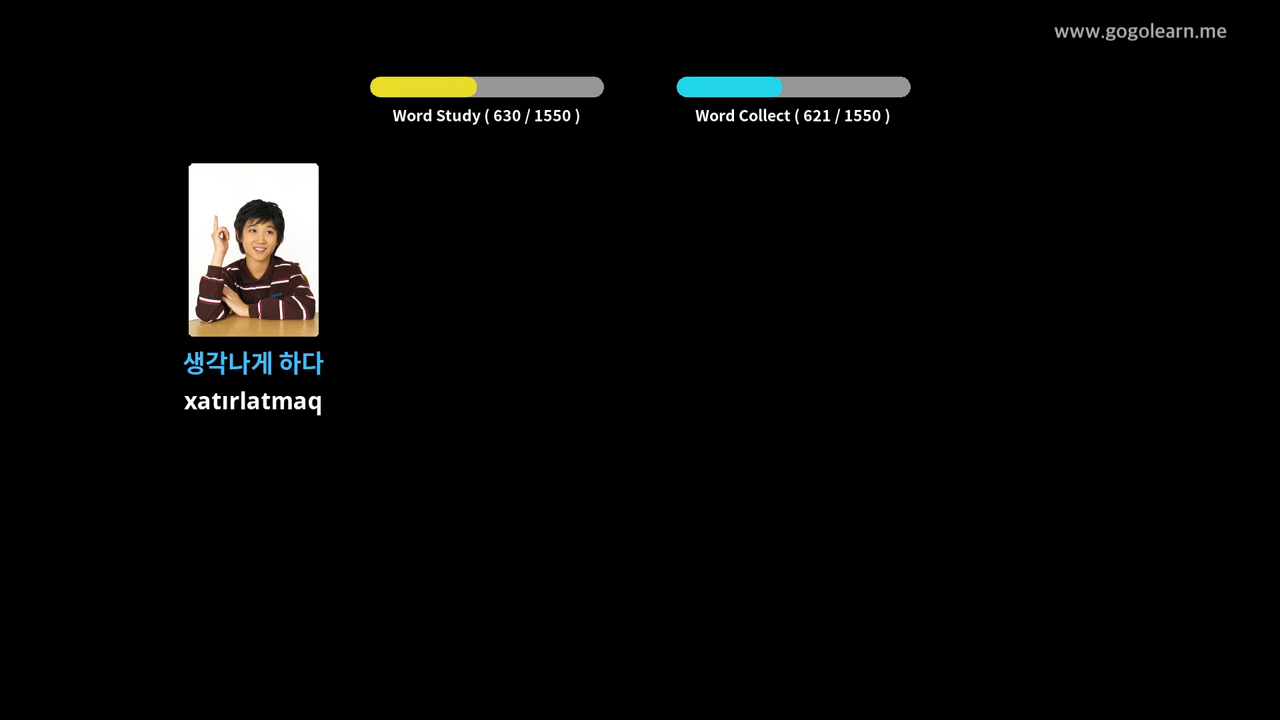 www.gogolearn.me
Word Study ( 630 / 1550 )
Word Collect ( 621 / 1550 )
생각나게 하다
xatırlatmaq